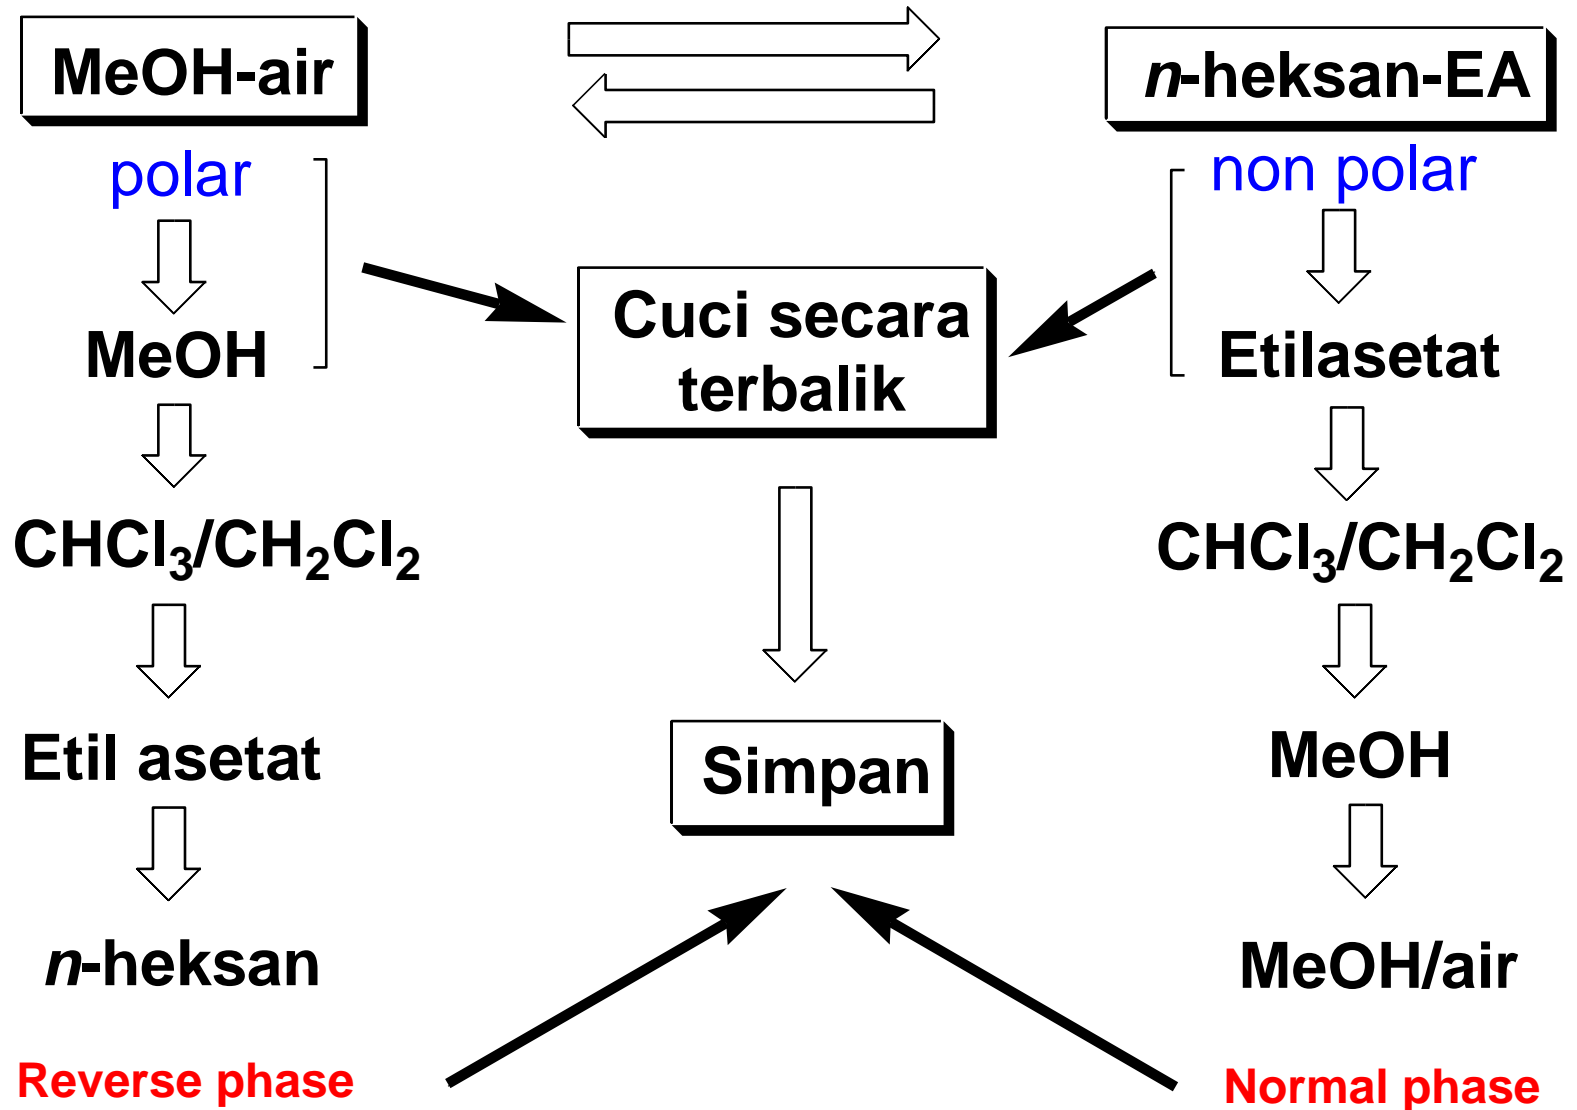 MeOH-air
polar
MeOH
CHCl₃/CH₂Cl₂
Etil asetat
n-heksan
Reverse phase
Cuci secara
terbalik
Simpan
n-heksan-EA
non polar
Etilasetat
CHCl₃/CH₂Cl₂
MeOH
MeOH/air
Normal phase